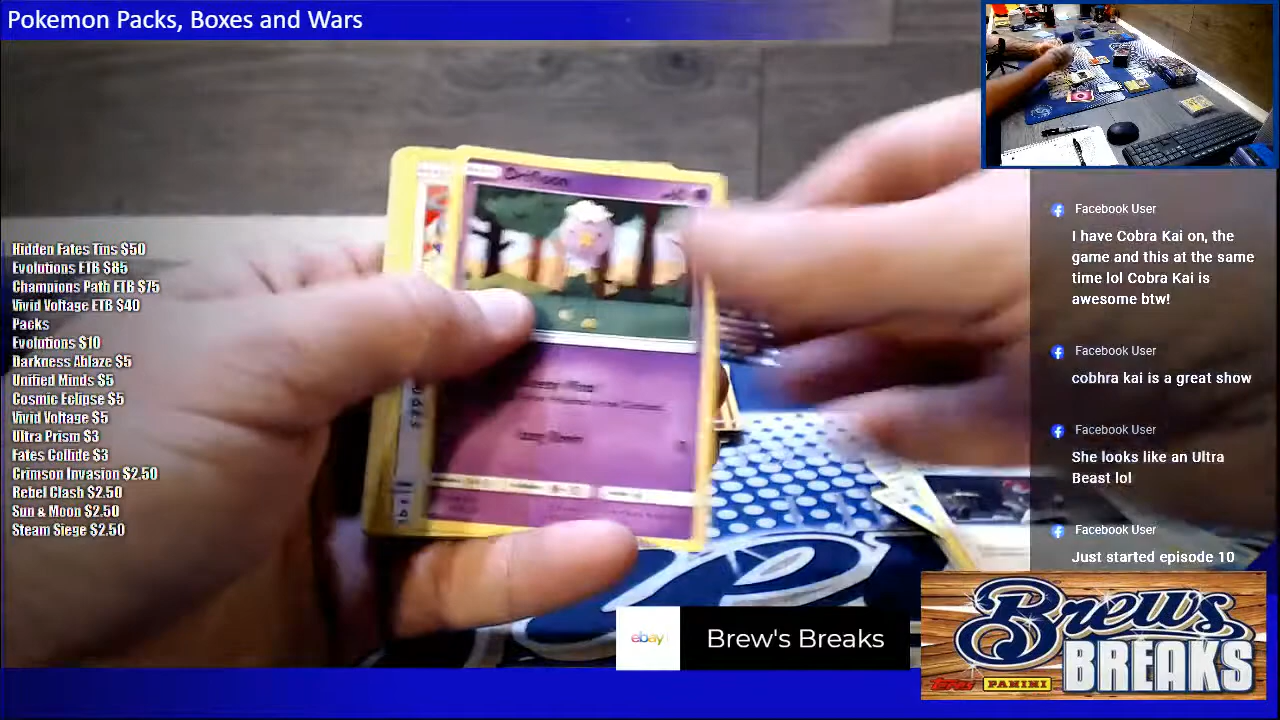 Pokemon Packs, Boxes and Wars
Hidden Fates Tins $50
Evolutions ETB $85
Champions Path ETB $75
Vivid Voltage ETB $40
Packs
Evolutions $10
Darkness Ablaze $5
Unified Minds $5
Cosmic Eclipse $5
Vivid Voltage $5
Ultra Prism $3
Fates Collide $3
Crimson Invasion $2.50
Rebel Clash $2.50
Sun & Moon $2.50
Steam Siege $2.50
Drifloon
Facebook User
I have Cobra Kai on, the
game and this at the same
time lol Cobra Kai is
awesome btw!
Facebook User
cobhra kai is a great show
Facebook User
She looks like an Ultra
Beast lol
Facebook User
Just started episode 10
ebay
Brew's Breaks
Brew's
BREAKS
Topps PANINI